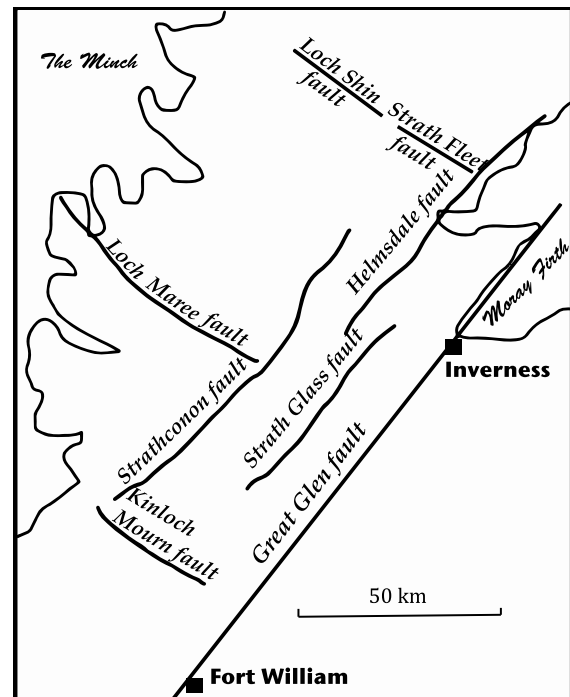 The Minch
Loch Shin
fault
Strath Fleet
fault
Helmsdale fault
Loch Maree fault
Moray Firth
Inverness
Strath Glass fault
Strathconon fault
Great Glen fault
Kinloch
Mourn fault
50 km
Fort William